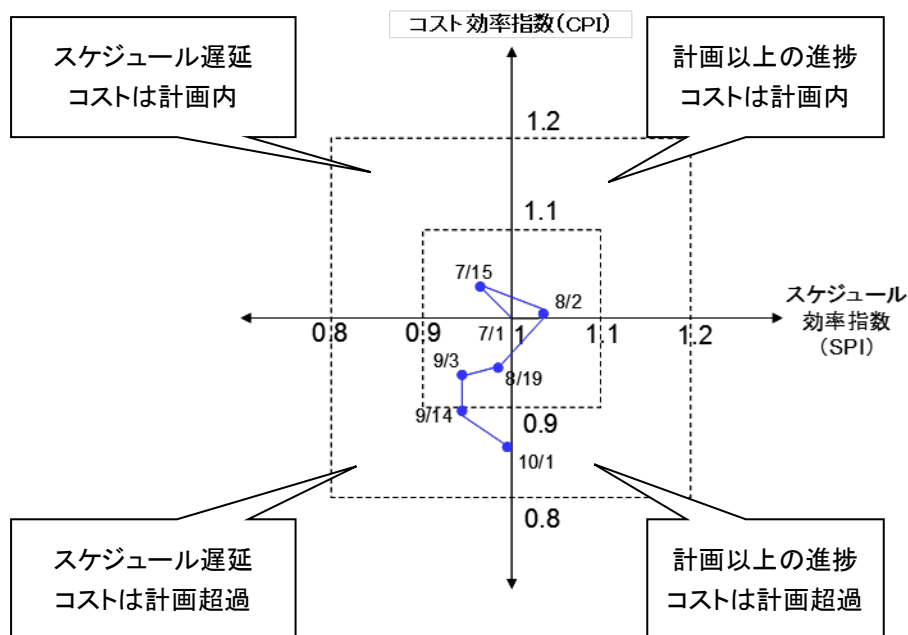 コスト効率指数(CPI)
スケジュール遅延
コストは計画内
計画以上の進捗
コストは計画内
1.2
1.1
7/15
8/2
スケジュール
効率指数
(SPI)
0.8
0.9
7/1
1
1.1
1.2
9/3
8/19
9/14
0.9
10/1
0.8
スケジュール遅延
コストは計画超過
計画以上の進捗
コストは計画超過